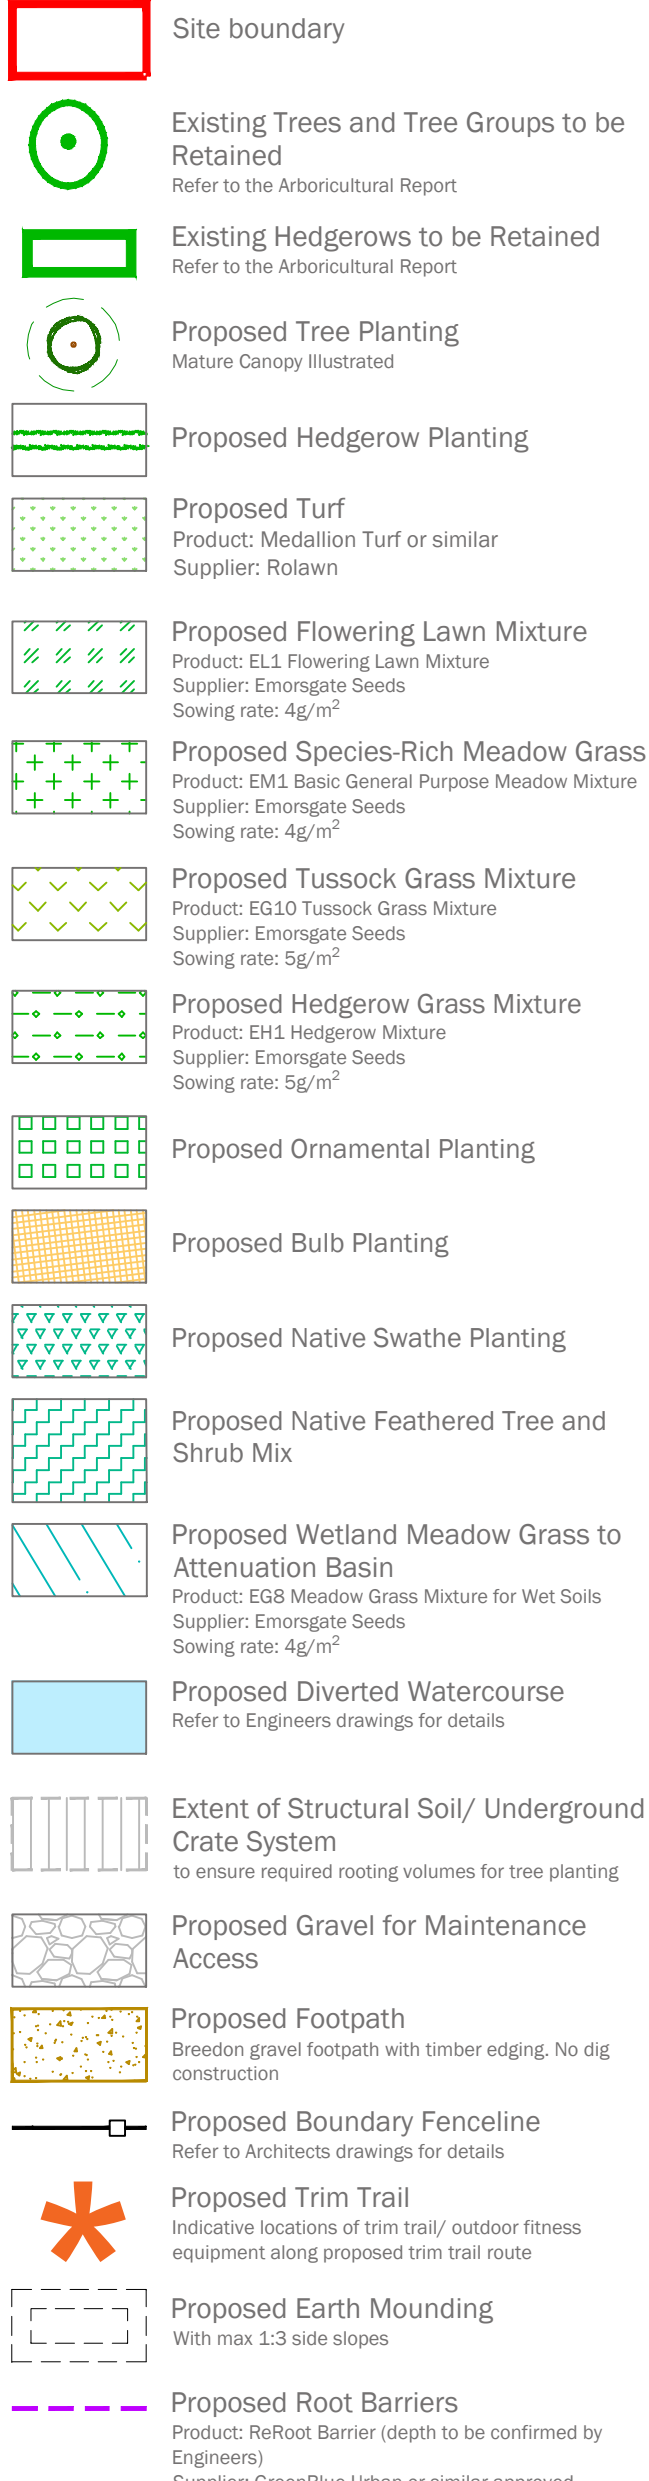 Site boundary
Existing Trees and Tree Groups to be
Retained
Refer to the Arboricultural Report
Existing Hedgerows to be Retained
Refer to the Arboricultural Report
Proposed Tree Planting
Mature Canopy Illustrated
Proposed Hedgerow Planting
Proposed Turf
Product: Medallion Turf or similar
Supplier: Rolawn
Proposed Flowering Lawn Mixture
Product: EL1 Flowering Lawn Mixture
Supplier: Emorsgate Seeds
Sowing rate: 4g/m²
Proposed Species-Rich Meadow Grass
Product: EM1 Basic General Purpose Meadow Mixture
Supplier: Emorsgate Seeds
Sowing rate: 4g/m²
Proposed Tussock Grass Mixture
Product: EG10 Tussock Grass Mixture
Supplier: Emorsgate Seeds
Sowing rate: 5g/m²
Proposed Hedgerow Grass Mixture
Product: EH1 Hedgerow Mixture
Supplier: Emorsgate Seeds
Sowing rate: 5g/m²
Proposed Ornamental Planting
Proposed Bulb Planting
Proposed Native Swathe Planting
Proposed Native Feathered Tree and
Shrub Mix
Proposed Wetland Meadow Grass to
Attenuation Basin
Product: EG8 Meadow Grass Mixture for Wet Soils
Supplier: Emorsgate Seeds
Sowing rate: 4g/m²
Proposed Diverted Watercourse
Refer to Engineers drawings for details
Extent of Structural Soil/ Underground
Crate System
to ensure required rooting volumes for tree planting
Proposed Gravel for Maintenance
Access
Proposed Footpath
Breedon gravel footpath with timber edging. No dig
construction
Proposed Boundary Fenceline
Refer to Architects drawings for details
Proposed Trim Trail
Indicative locations of trim trail/ outdoor fitness
equipment along proposed trim trail route
Proposed Earth Mounding
With max 1:3 side slopes
Proposed Root Barriers
Product: ReRoot Barrier (depth to be confirmed by
Engineers)
Supplier: GreenBlue Urban or similar approved